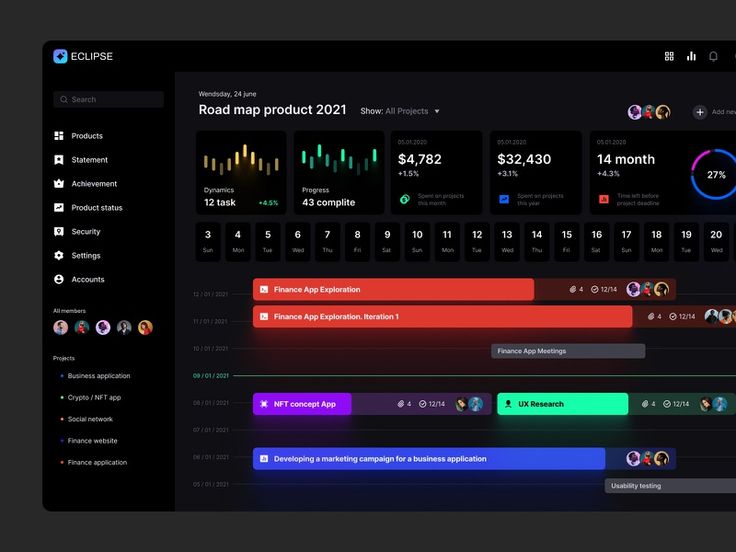 ECLIPSE
Search
Products
Statement
Achievement
Product status
Security
Settings
Accounts
All members
Projects
Business application
Crypto / NFT app
Social network
Finance website
Finance application
Wendsday, 24 june
Road map product 2021
Show: All Projects
Add new
Dynamics
12 task
+4.5%
Progress
43 complite
05.01.2020
$4,782
+1.5%
Spent on projects
this month
05.01.2020
$32,430
+3.1%
Spent on projects
this year
05.01.2020
14 month
+4.3%
Time left before
project deadline
27%
3 4 5 6 7 8 9 10 11 12 13 14 15 16 17 18 19 20
Sun Mon Tue Wed Thu Fri Sat Sun Mon Tue Wed Thu Fri Sat Sun Mon Tue Wed
12 / 01 / 2021
Finance App Exploration
4
12/14
11 / 01 / 2021
Finance App Exploration. Iteration 1
4
12/14
10 / 01 / 2021
Finance App Meetings
09 / 01 / 2021
08 / 01 / 2021
NFT concept App
4
12/14
UX Research
4
12/14
07 / 01 / 2021
06 / 01 / 2021
Developing a marketing campaign for a business application
05 / 01 / 2021
Usability testing